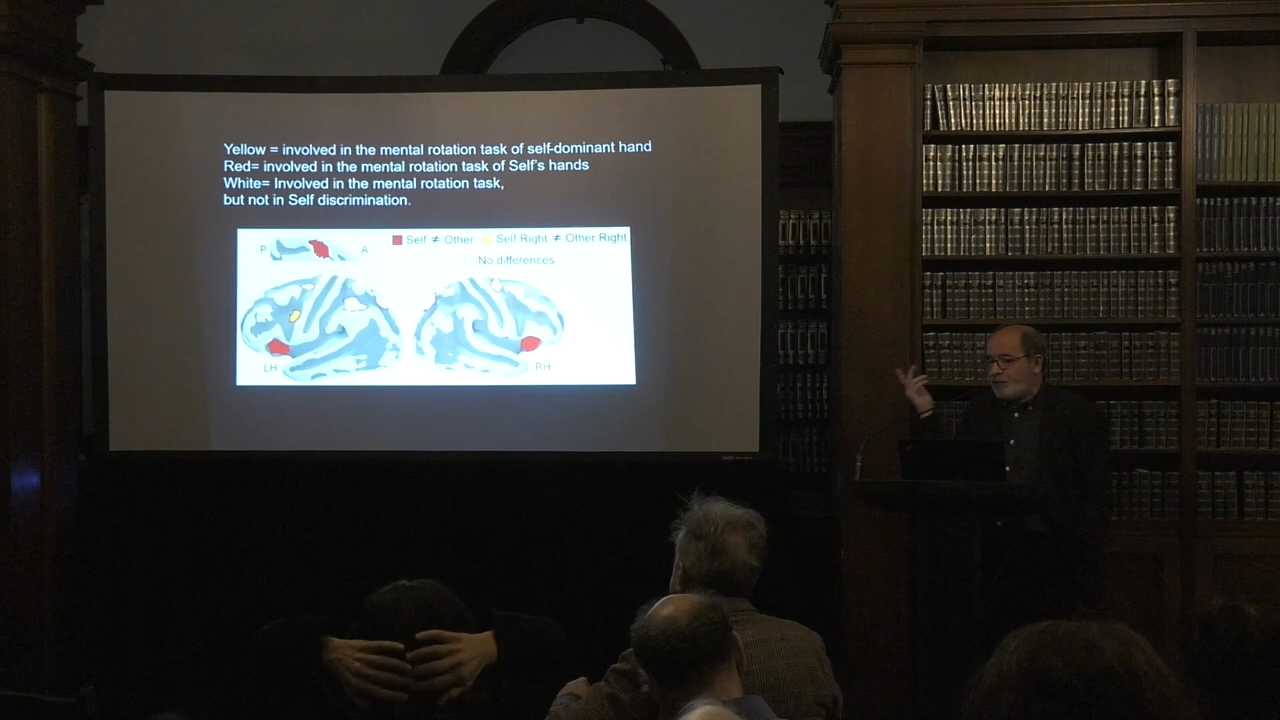 Yellow = involved in the mental rotation task of self-dominant hand
Red= involved in the mental rotation task of Self's hands
White= Involved in the mental rotation task,
but not in Self discrimination.
P A Self ≠ Other Self Right ≠ Other Right
No differences
LH RH